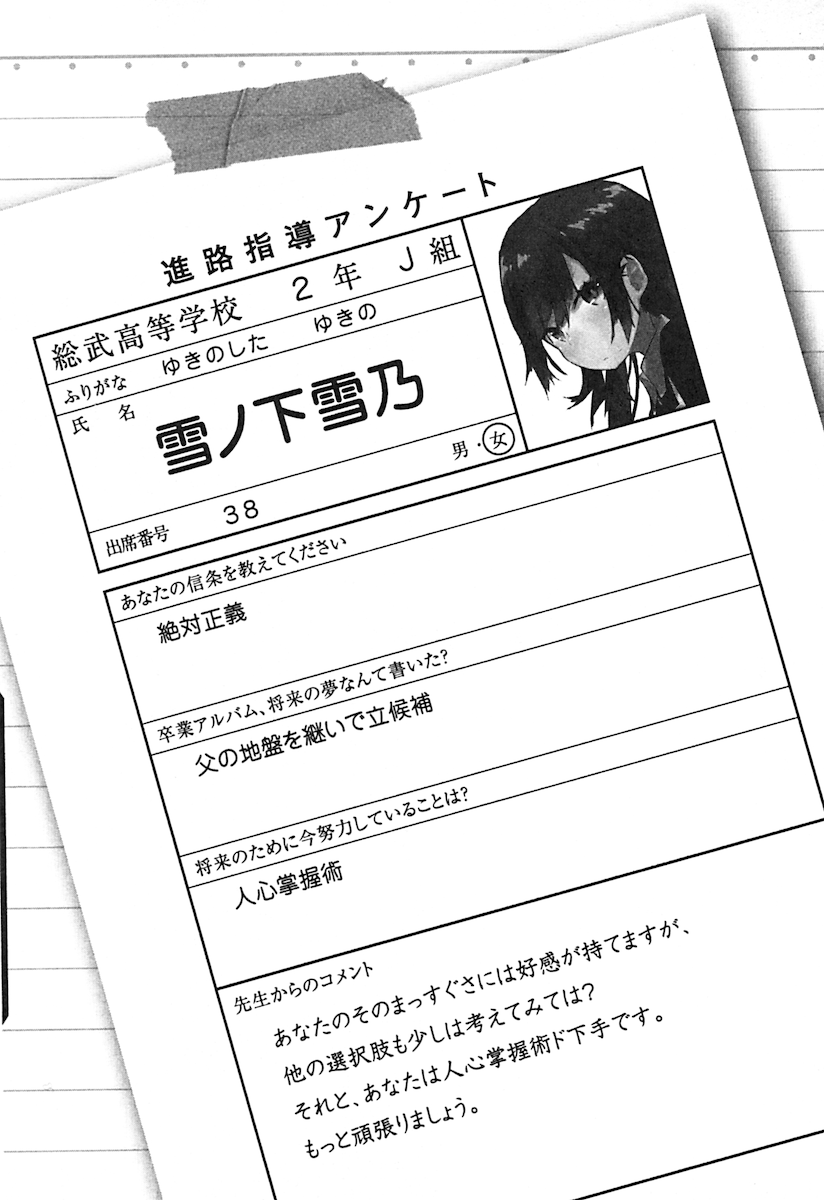 進路指導アンケート
総武高等学校 2年 J組
ふりがな ゆきのした ゆきの
氏名 雪ノ下雪乃
男・女
出席番号 38
あなたの信条を教えてください
絶対正義
卒業アルバム、将来の夢なんて書いた?
父の地盤を継いで立候補
将来のために今努力していることは?
人心掌握術
先生からのコメント
あなたのそのまっすぐさには好感が持てますが、
他の選択肢も少しは考えてみては?
それと、あなたは人心掌握術ド下手です。
もっと頑張りましょう。